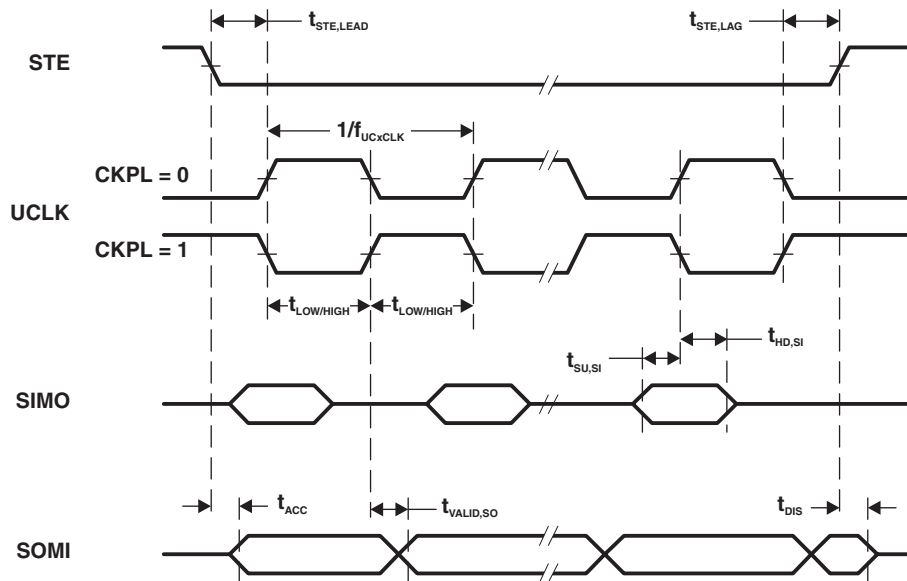 tSTE,LEAD
tSTE,LAG
STE
1/fUCxCLK
CKPL = 0
UCLK
CKPL = 1
tLOW/HIGH tLOW/HIGH
tHD,SI
tSU,SI
SIMO
tACC
tVALID,SO
tDIS
SOMI